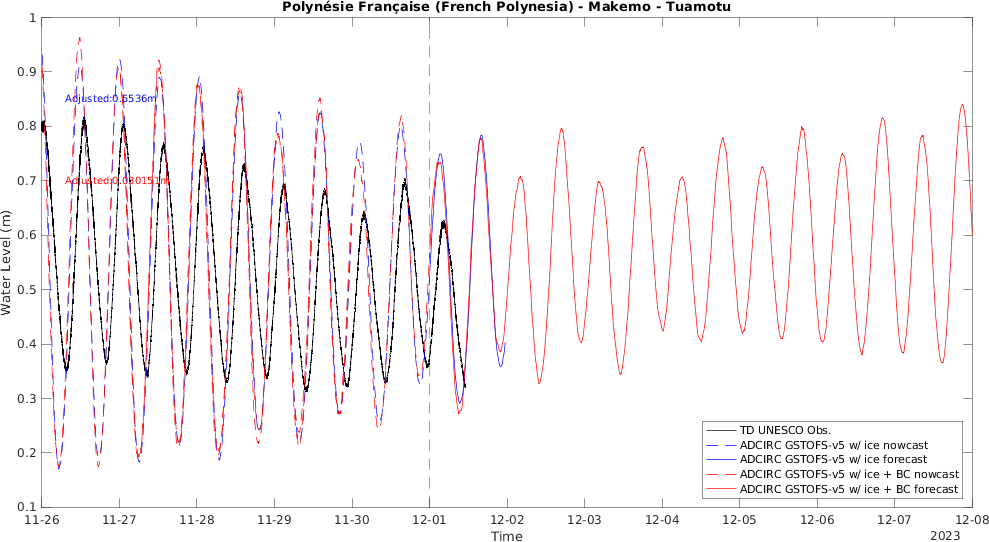 Polynésie Française (French Polynesia) - Makemo - Tuamotu
1
0.9
0.8
0.7
0.6
0.5
0.4
0.3
0.2
0.1
Water Level (m)
Adjusted:0.5536m
TD UNESCO Obs.
ADCIRC GSTOFS-v5 w/ ice nowcast
ADCIRC GSTOFS-v5 w/ ice forecast
ADCIRC GSTOFS-v5 w/ ice + BC nowcast
ADCIRC GSTOFS-v5 w/ ice + BC forecast
11-26 11-27 11-28 11-29 11-30 12-01 12-02 12-03 12-04 12-05 12-06 12-07 12-08
Time
2023